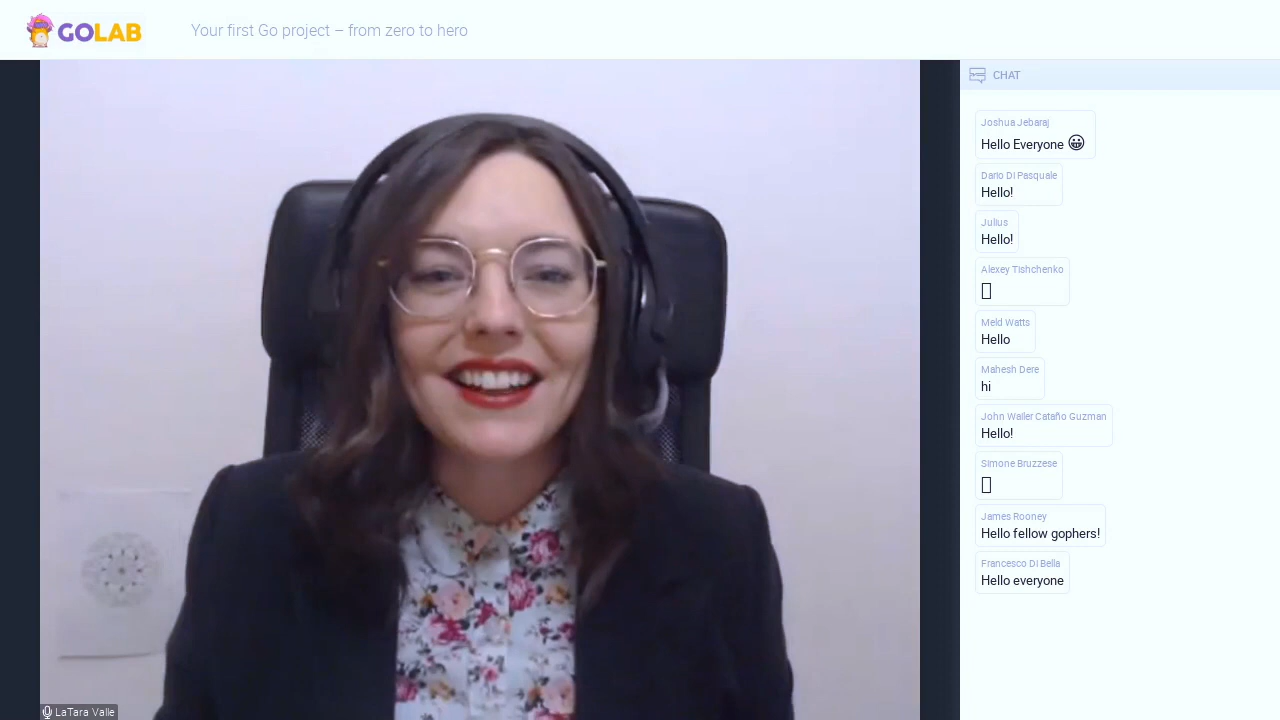 GOLAB
Your first Go project – from zero to hero
CHAT
Joshua Jebaraj
Hello Everyone 😀
Dario Di Pasquale
Hello!
Julius
Hello!
Alexey Tishchenko
Meld Watts
Hello
Mahesh Dere
hi
John Wailer Cataño Guzman
Hello!
Simone Bruzzese
James Rooney
Hello fellow gophers!
Francesco Di Bella
Hello everyone
LaTara Valle